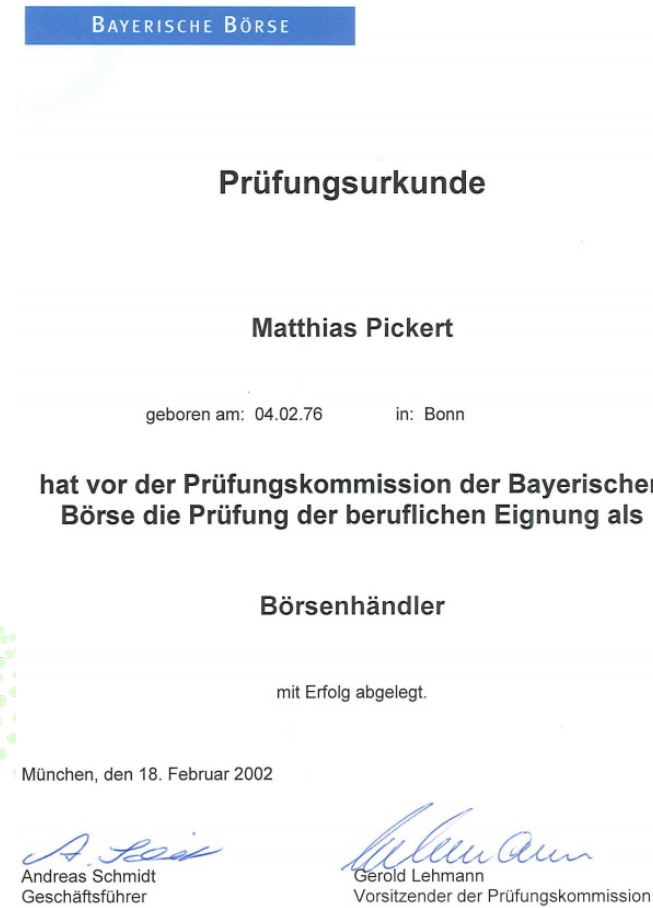 BAYERISCHE BÖRSE
Prüfungsurkunde
Matthias Pickert
geboren am: 04.02.76 in: Bonn
hat vor der Prüfungskommission der Bayerischen
Börse die Prüfung der beruflichen Eignung als
Börsenhändler
mit Erfolg abgelegt.
München, den 18. Februar 2002
Andreas Schmidt
Gerold Lehmann
Geschäftsführer
Vorsitzender der Prüfungskommission